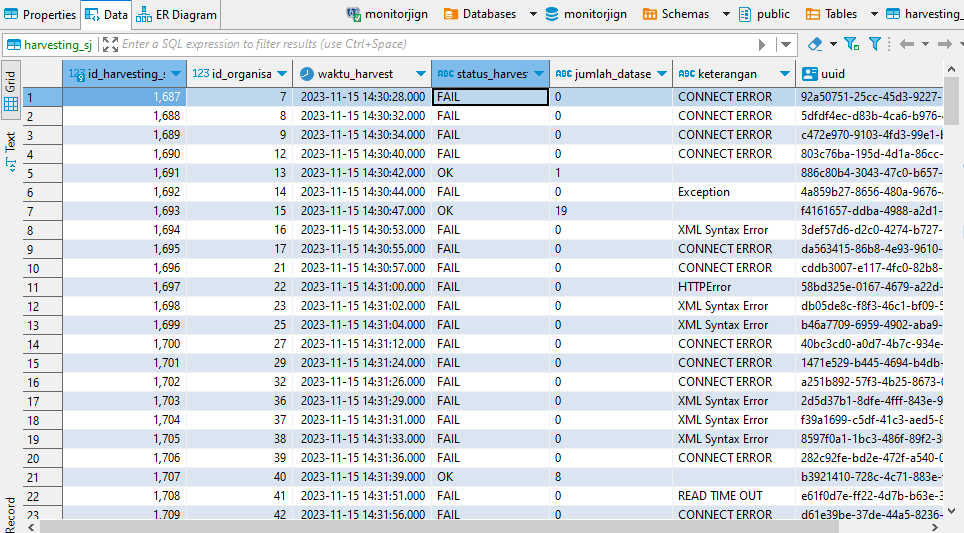 Properties Data ER Diagram monitorjign Databases monitorjign Schemas public Tables harvesting_
harvesting_sj Enter a SQL expression to filter results (use Ctrl+Space)
Grid
Text
Record
id_harvesting_s 123 id_organisa waktu_harvest ABC status_harves ABC jumlah_datase ABC keterangan uuid
1 1,687 7 2023-11-15 14:30:28.000 FAIL 0 CONNECT ERROR 92a50751-25cc-45d3-9227-
2 1,688 8 2023-11-15 14:30:32.000 FAIL 0 CONNECT ERROR 5dfdf4ec-d83b-4ca6-b976-
3 1,689 9 2023-11-15 14:30:34.000 FAIL 0 CONNECT ERROR c472e970-9103-4fd3-99e1-b
4 1,690 12 2023-11-15 14:30:40.000 FAIL 0 CONNECT ERROR 803c76ba-195d-4d1a-86cc-
5 1,691 13 2023-11-15 14:30:42.000 OK 1 886c80b4-3043-47c0-b657-
6 1,692 14 2023-11-15 14:30:44.000 FAIL 0 Exception 4a859b27-8656-480a-9676-
7 1,693 15 2023-11-15 14:30:47.000 OK 19 f4161657-ddba-4988-a2d1-
8 1,694 16 2023-11-15 14:30:53.000 FAIL 0 XML Syntax Error 3def57d6-d2c0-4274-b727-
9 1,695 17 2023-11-15 14:30:55.000 FAIL 0 CONNECT ERROR da563415-86b8-4e93-9610-
10 1,696 21 2023-11-15 14:30:57.000 FAIL 0 CONNECT ERROR cddb3007-e117-4fc0-82b8-
11 1,697 22 2023-11-15 14:31:00.000 FAIL 0 HTTPError 58bd325e-0167-4679-a22d-
12 1,698 23 2023-11-15 14:31:02.000 FAIL 0 XML Syntax Error db05de8c-f8f3-46c1-bf09-5
13 1,699 25 2023-11-15 14:31:04.000 FAIL 0 XML Syntax Error b46a7709-6959-4902-aba9-
14 1,700 27 2023-11-15 14:31:12.000 FAIL 0 CONNECT ERROR 40bc3cd0-a0d7-4b7c-934e-
15 1,701 29 2023-11-15 14:31:24.000 FAIL 0 CONNECT ERROR 1471e529-b445-4694-b4db-
16 1,702 32 2023-11-15 14:31:26.000 FAIL 0 CONNECT ERROR a251b892-57f3-4b25-8673-0
17 1,703 36 2023-11-15 14:31:29.000 FAIL 0 XML Syntax Error 2d5d37b1-8dfe-4fff-843e-9
18 1,704 37 2023-11-15 14:31:31.000 FAIL 0 XML Syntax Error f39a1699-c5df-41c3-aed5-8
19 1,705 38 2023-11-15 14:31:33.000 FAIL 0 XML Syntax Error 8597f0a1-1bc3-486f-89f2-3
20 1,706 39 2023-11-15 14:31:36.000 FAIL 0 CONNECT ERROR 282c92fe-bd2e-472f-a540-0
21 1,707 40 2023-11-15 14:31:39.000 OK 8 b3921410-728c-4c71-883e-
22 1,708 41 2023-11-15 14:31:51.000 FAIL 0 READ TIME OUT e61f0d7e-ff22-4d7b-b63e-3
23 1,709 42 2023-11-15 14:31:56.000 FAIL 0 CONNECT ERROR d61e39be-37de-44a5-8236-